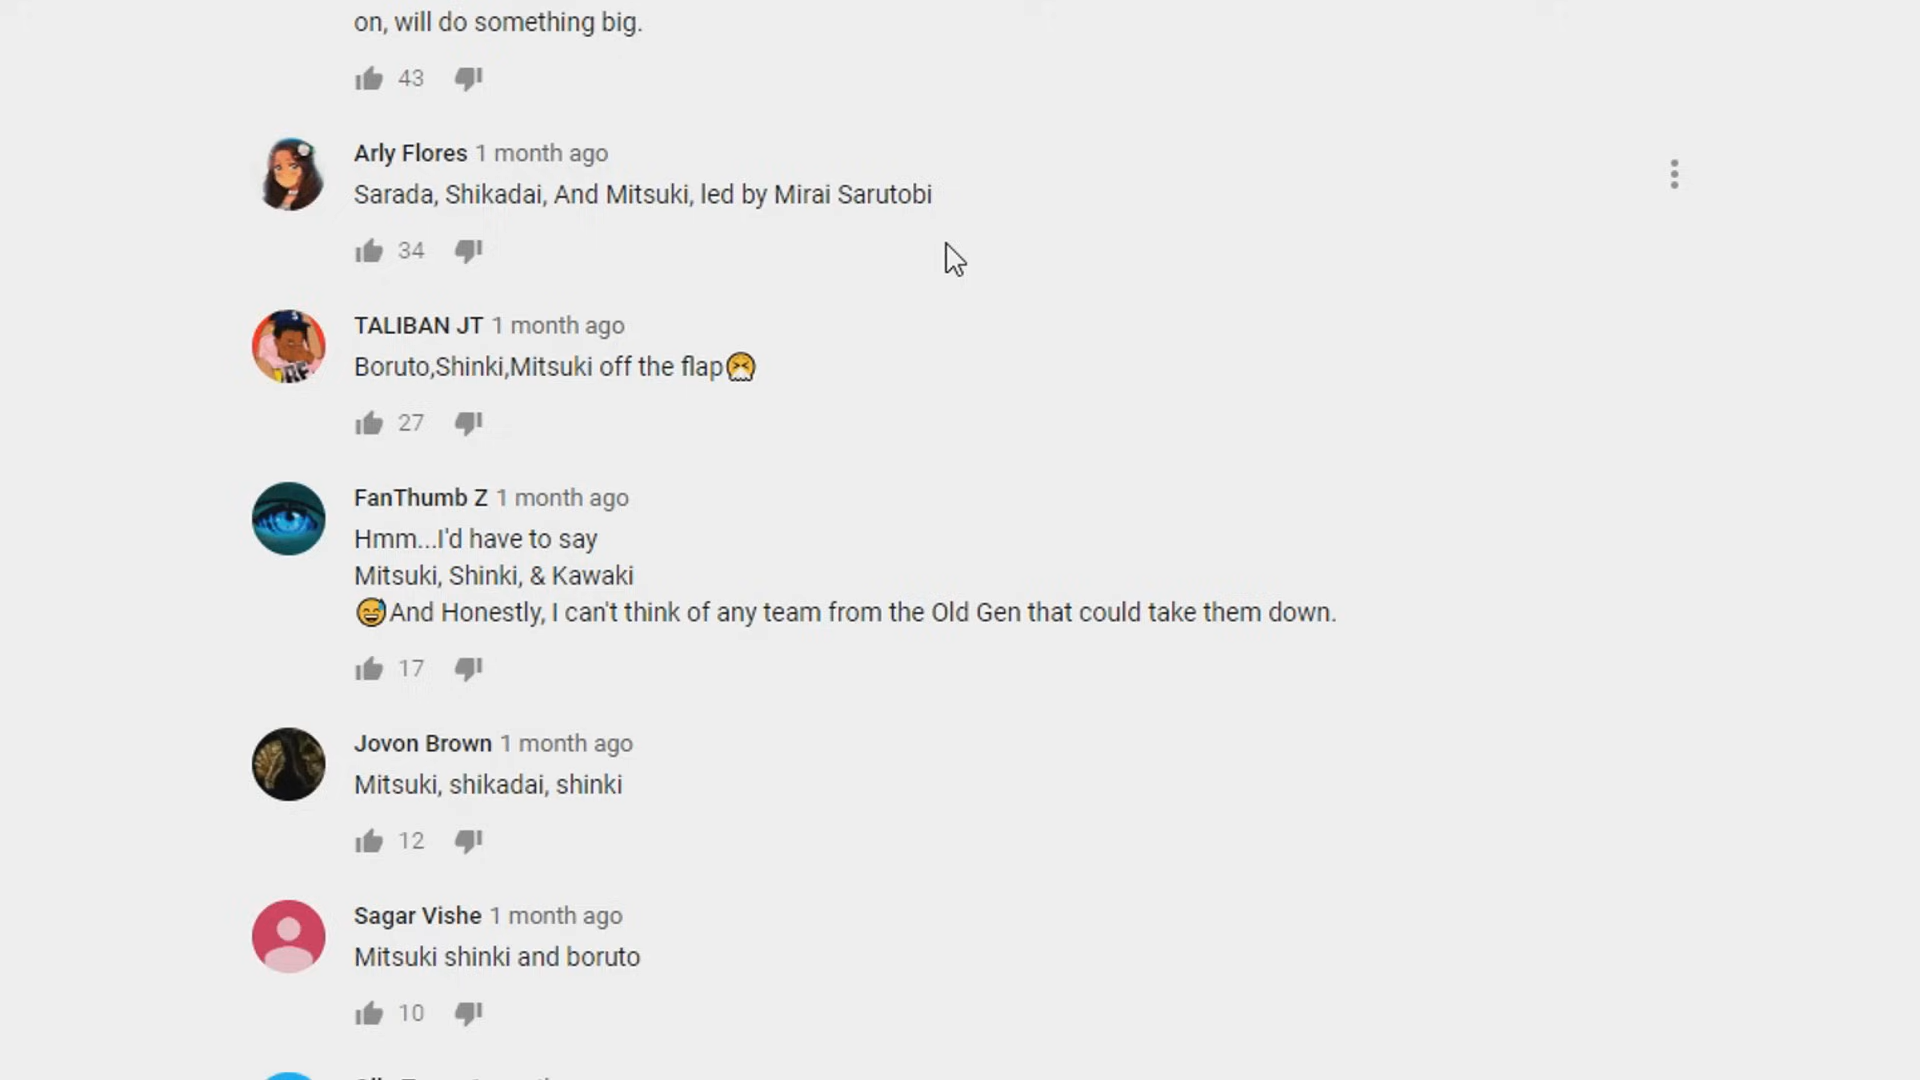 on, will do something big.
43
Arly Flores 1 month ago
Sarada, Shikadai, And Mitsuki, led by Mirai Sarutobi
34
TALIBAN JT 1 month ago
Boruto,Shinki,Mitsuki off the flap
27
FanThumb Z 1 month ago
Hmm...I'd have to say
Mitsuki, Shinki, & Kawaki
And Honestly, I can't think of any team from the Old Gen that could take them down.
17
Jovon Brown 1 month ago
Mitsuki, shikadai, shinki
12
Sagar Vishe 1 month ago
Mitsuki shinki and boruto
10